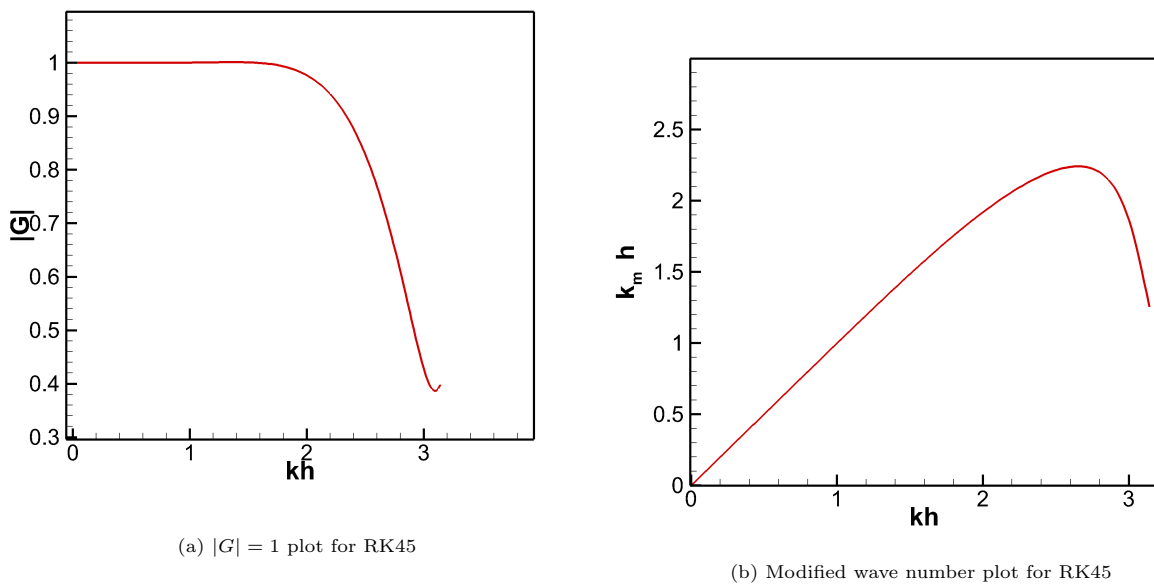 1
0.9
0.8
0.7
0.6
0.5
0.4
0.3
|G|
0 1 2 3
kh
(a) |G| = 1 plot for RK45
2.5
2
1.5
1
0.5
0
k_m h
0 1 2 3
kh
(b) Modified wave number plot for RK45